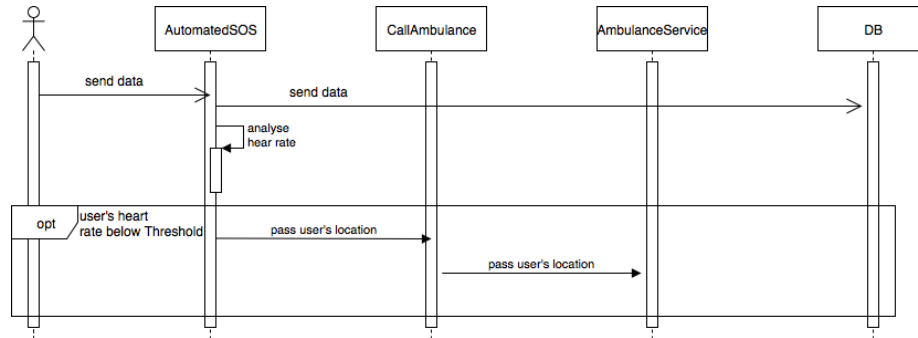 AutomatedSOS
CallAmbulance
AmbulanceService
DB
send data
send data
analyse
hear rate
opt
user's heart
rate below Threshold
pass user's location
pass user's location